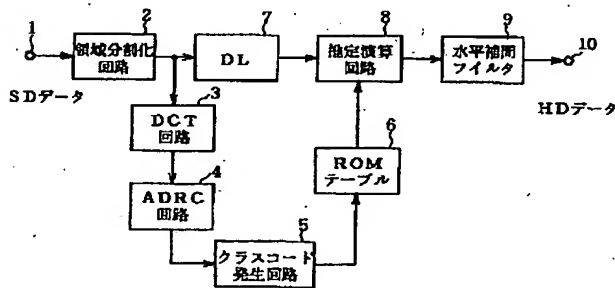 1
2
領域分割化
回路
7
DL
8
推定演算
回路
9
水平補間
フイルタ
10
SDデータ
HDデータ
3
DCT
回路
4
ADRC
回路
5
クラスコード
発生回路
6
ROM
テーブル